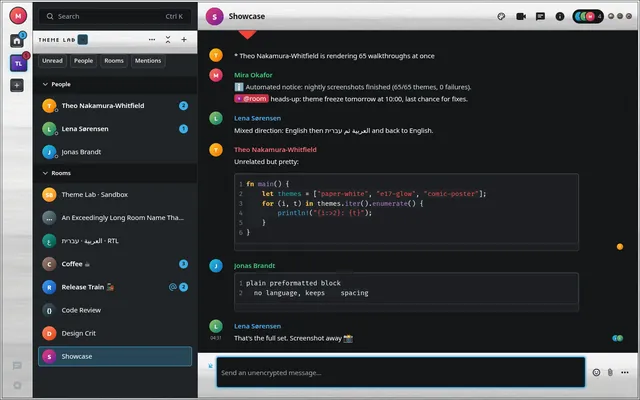 M
Search
Ctrl K
THEME LAB
TL
Unread
People
Rooms
Mentions
People
T
Theo Nakamura-Whitfield
2
L
Lena Sørensen
2
J
Jonas Brandt
Rooms
Theme Lab · Sandbox
An Exceedingly Long Room Name Tha...
العربية · עברית · RTL
C
Coffee ☕
3
R
Release Train 🚂
@
2
{}
Code Review
D
Design Crit
S
Showcase
S
Showcase
4
* Theo Nakamura-Whitfield is rendering 65 walkthroughs at once
Mira Okafor
ℹ️ Automated notice: nightly screenshots finished (65/65 themes, 0 failures).
@room heads-up: theme freeze tomorrow at 10:00, last chance for fixes.
Lena Sørensen
Mixed direction: English then العربية ثم עברית and back to English.
Theo Nakamura-Whitfield
Unrelated but pretty:
1 fn main() {
2     let themes = ["paper-white", "e17-glow", "comic-poster"];
3     for (i, t) in themes.iter().enumerate() {
4         println!("{i:>2}: {t}");
5     }
6 }
Jonas Brandt
1 plain preformatted block
2   no language, keeps    spacing
Lena Sørensen
04:31
That's the full set. Screenshot away 📸
Send an unencrypted message...